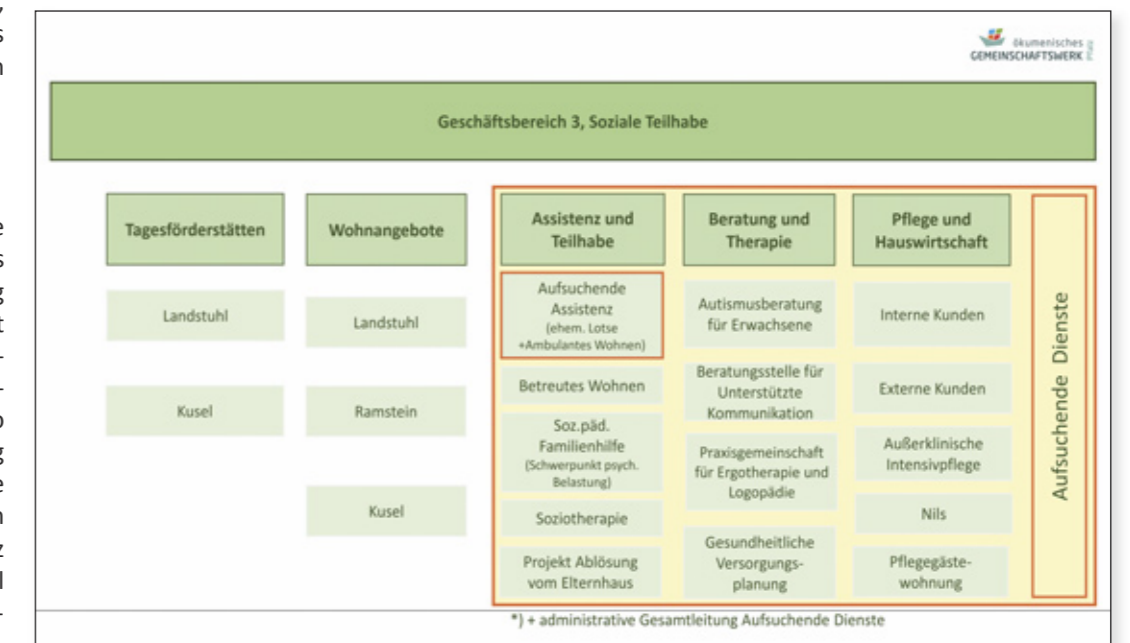 ökumenisches
GEMEINSCHAFTSWERK
Geschäftsbereich 3, Soziale Teilhabe
Tagesförderstätten
Landstuhl
Kusel
Wohnangebote
Landstuhl
Ramstein
Kusel
Assistenz und
Teilhabe
Aufsuchende
Assistenz
(ehem. Lotse
+Ambulantes Wohnen)
Betreutes Wohnen
Soz.päd.
Familienhilfe
(Schwerpunkt psych.
Belastung)
Soziotherapie
Projekt Ablösung
vom Elternhaus
Beratung und
Therapie
Autismusberatung
für Erwachsene
Beratungsstelle für
Unterstützte
Kommunikation
Praxisgemeinschaft
für Ergotherapie und
Logopädie
Gesundheitliche
Versorgungs-
planung
Pflege und
Hauswirtschaft
Interne Kunden
Externe Kunden
Außerklinische
Intensivpflege
Nils
Pflegegäste-
wohnung
Aufsuchende Dienste
*) + administrative Gesamtleitung Aufsuchende Dienste